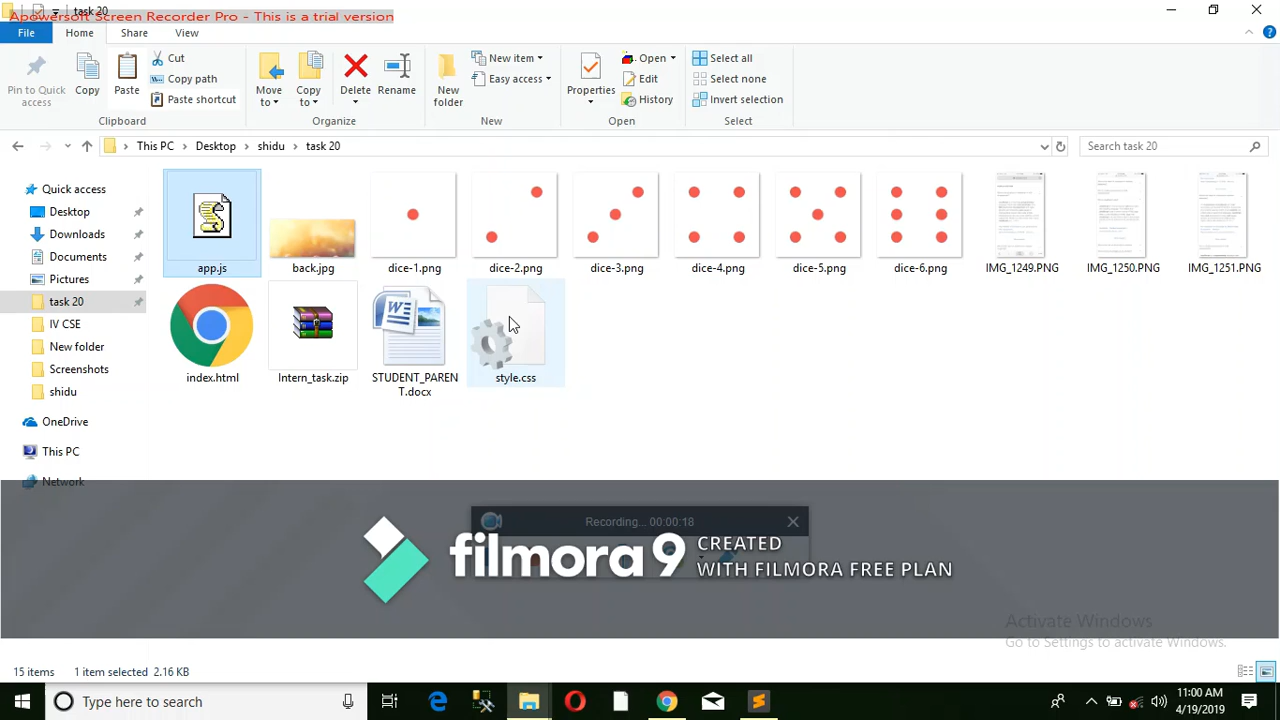 task 20
Apowersoft Screen Recorder Pro - This is a trial version
File
Home
Share
View
Pin to Quick access
Copy
Paste
Cut
Copy path
Paste shortcut
Clipboard
Move to
Copy to
Delete
Rename
Organize
New folder
New item
Easy access
New
Properties
Open
Edit
History
Open
Select all
Select none
Invert selection
Select
This PC
Desktop
shidu
task 20
Search task 20
Quick access
Desktop
Downloads
Documents
Pictures
task 20
IV CSE
New folder
Screenshots
shidu
OneDrive
This PC
Network
app.js
back.jpg
dice-1.png
dice-2.png
dice-3.png
dice-4.png
dice-5.png
dice-6.png
IMG_1249.PNG
IMG_1250.PNG
IMG_1251.PNG
index.html
Intern_task.zip
STUDENT_PAREN
T.docx
style.css
Recording... 00:00:18
filmora 9
CREATED
WITH FILMORA FREE PLAN
Activate Windows
Go to Settings to activate Windows.
15 items
1 item selected 2.16 KB
Type here to search
11:00 AM
4/19/2019